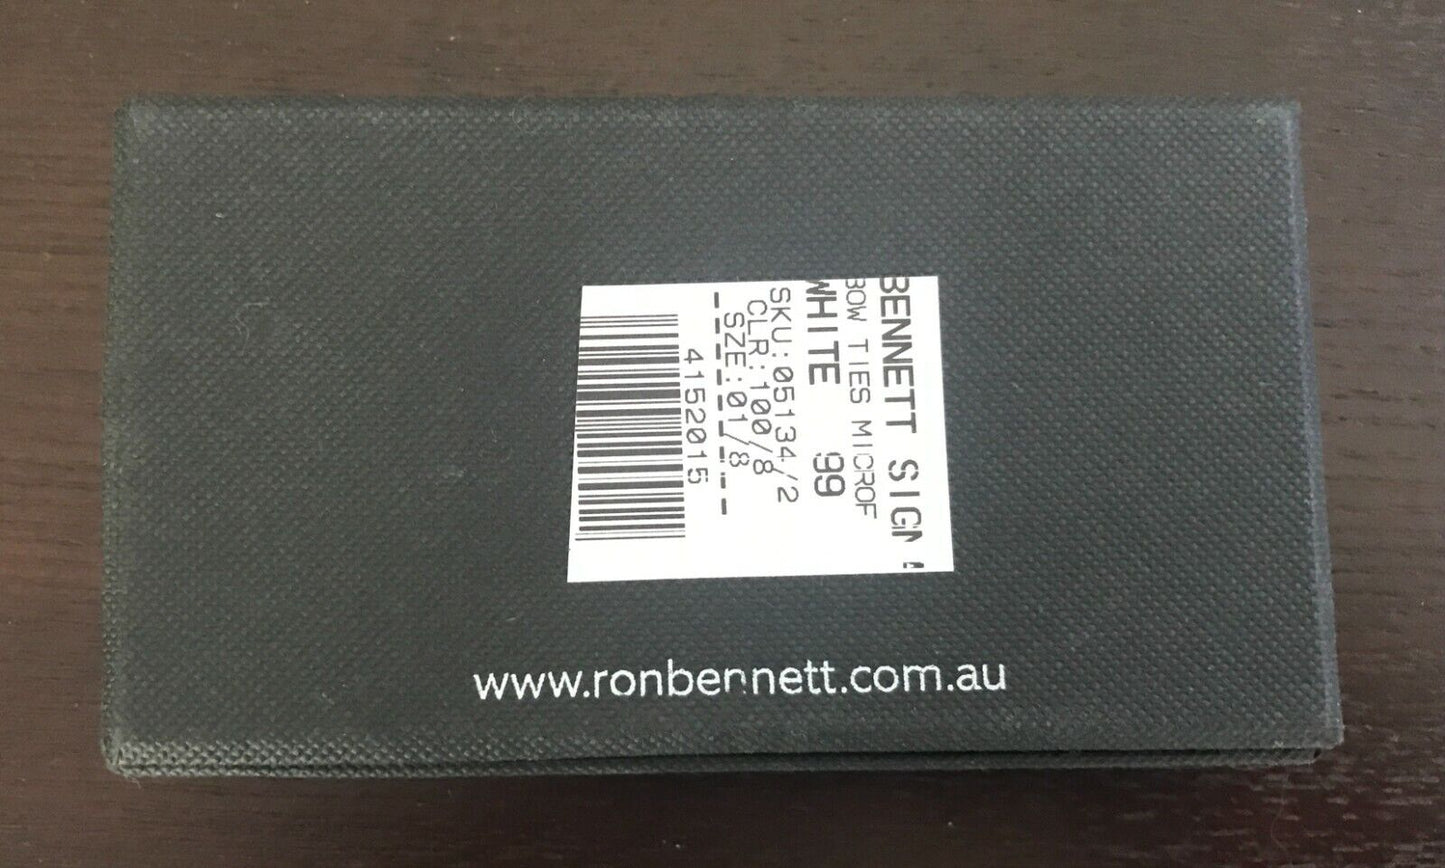 BENNETT SIGN
BOW TIES MICROF
WHITE 99
SKU:05134/2
CLR:100/8
SZE:01/8
4152015
www.ronbennett.com.au